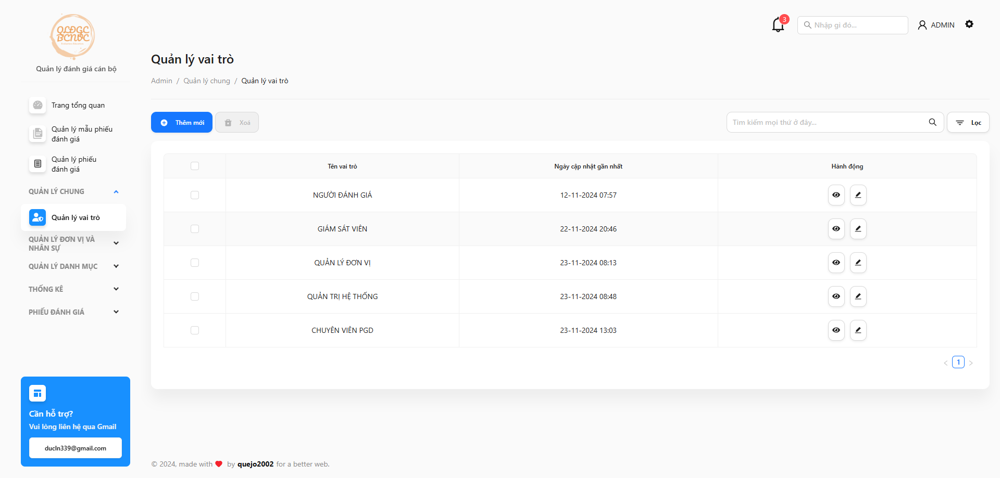 QLĐGC
BCNVC
Quản lý đánh giá cán bộ
Trang tổng quan
Quản lý mẫu phiếu
đánh giá
Quản lý phiếu
đánh giá
QUẢN LÝ CHUNG
Quản lý vai trò
QUẢN LÝ ĐƠN VỊ VÀ
NHÂN SỰ
QUẢN LÝ DANH MỤC
THỐNG KÊ
PHIẾU ĐÁNH GIÁ
Cần hỗ trợ?
Vui lòng liên hệ qua Gmail
ducln339@gmail.com
3
Nhập gì đó...
ADMIN
Quản lý vai trò
Admin / Quản lý chung / Quản lý vai trò
Thêm mới
Xoá
Tìm kiếm mọi thứ ở đây...
Lọc
Tên vai trò Ngày cập nhật gần nhất Hành động
NGƯỜI ĐÁNH GIÁ 12-11-2024 07:57
GIÁM SÁT VIÊN 22-11-2024 20:46
QUẢN LÝ ĐƠN VỊ 23-11-2024 08:13
QUẢN TRỊ HỆ THỐNG 23-11-2024 08:48
CHUYÊN VIÊN PGD 23-11-2024 13:03
< 1 >
© 2024, made with ❤ by quejo2002 for a better web.